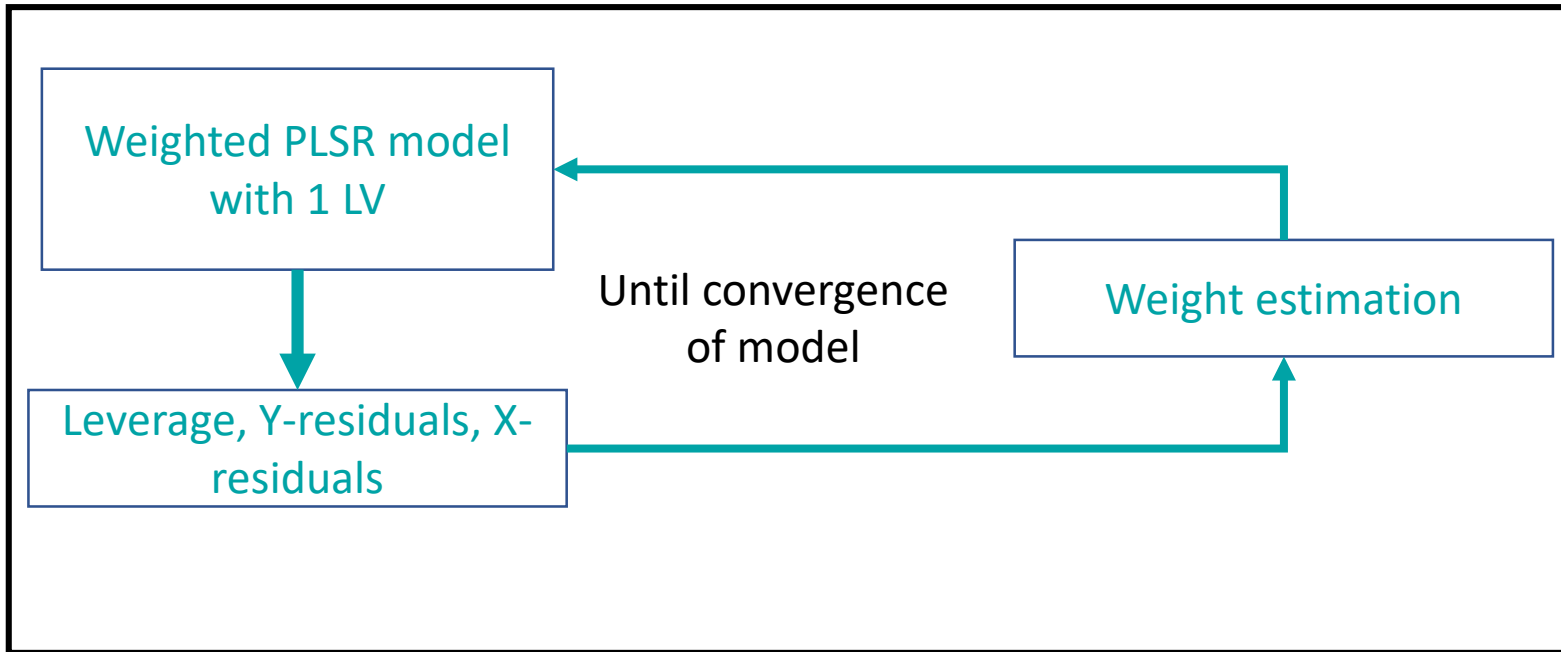 Weighted PLSR model
with 1 LV
Until convergence
of model
Weight estimation
Leverage, Y-residuals, X-
residuals